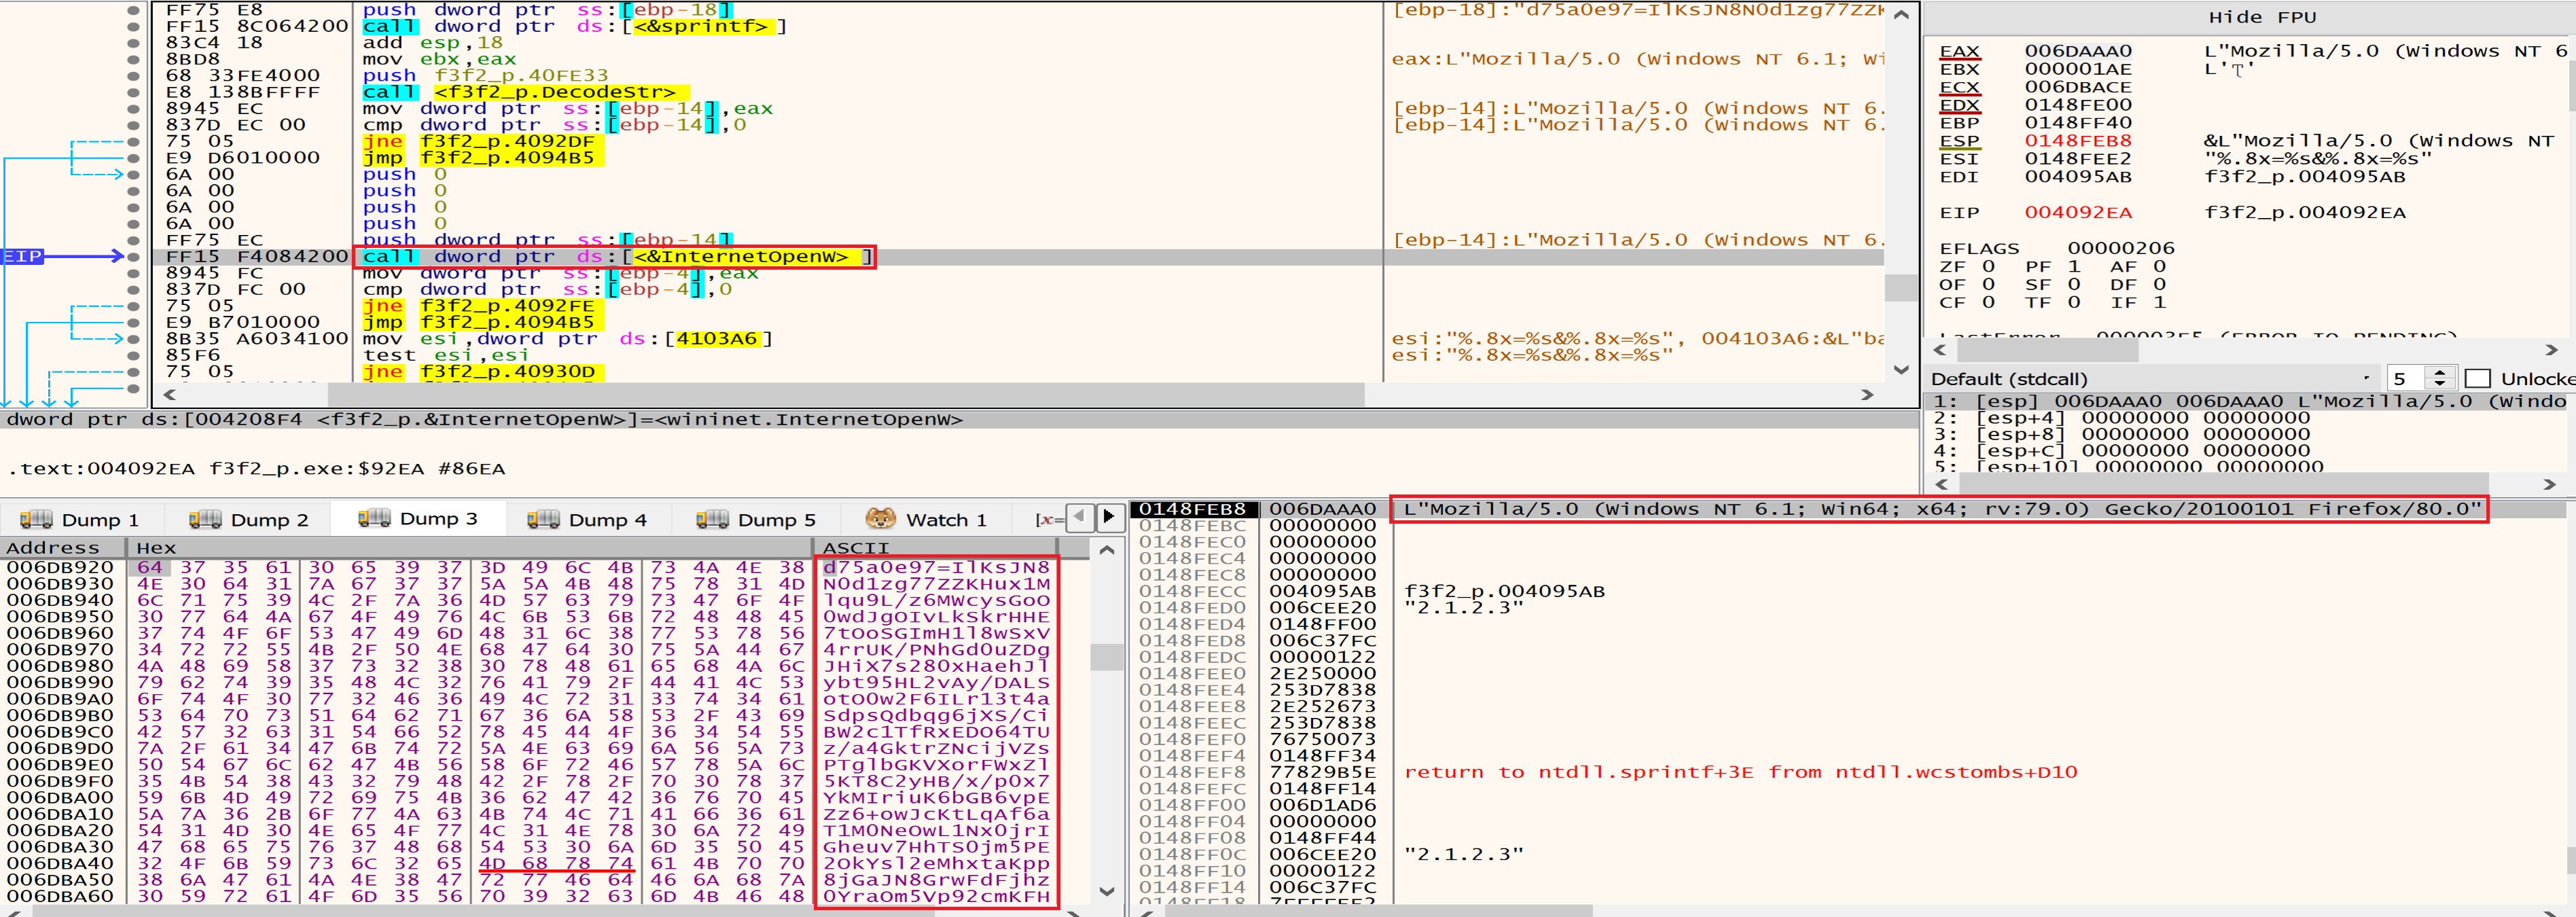 FF75 E8 push dword ptr ss:[ebp-18] [ebp-18]:"d75a0e97=IlKsJN8N0d1zg77ZZK
FF15 8C064200 call dword ptr ds:[<&sprintf>]
83C4 18 add esp,18
8BD8 mov ebx,eax eax:L"Mozilla/5.0 (Windows NT 6.1; Wi
68 33FE4000 push f3f2_p.40FE33
E8 138BFFFF call <f3f2_p.DecodeStr>
8945 EC mov dword ptr ss:[ebp-14],eax [ebp-14]:L"Mozilla/5.0 (Windows NT 6.
837D EC 00 cmp dword ptr ss:[ebp-14],0 [ebp-14]:L"Mozilla/5.0 (Windows NT 6.
75 05 jne f3f2_p.4092DF
E9 D6010000 jmp f3f2_p.4094B5
6A 00 push 0
6A 00 push 0
6A 00 push 0
6A 00 push 0
FF75 EC push dword ptr ss:[ebp-14] [ebp-14]:L"Mozilla/5.0 (Windows NT 6.
EIP FF15 F4084200 call dword ptr ds:[<&InternetOpenW>]
8945 FC mov dword ptr ss:[ebp-4],eax
837D FC 00 cmp dword ptr ss:[ebp-4],0
75 05 jne f3f2_p.4092FE
E9 B7010000 jmp f3f2_p.4094B5
8B35 A6034100 mov esi,dword ptr ds:[4103A6] esi:"%.8x=%s&%.8x=%s", 004103A6:&L"ba
85F6 test esi,esi esi:"%.8x=%s&%.8x=%s"
75 05 jne f3f2_p.40930D
Hide FPU
EAX 006DAAA0 L"Mozilla/5.0 (Windows NT 6
EBX 000001AE L'Ʈ'
ECX 006DBACE
EDX 0148FE00
EBP 0148FF40
ESP 0148FEB8 &L"Mozilla/5.0 (Windows NT
ESI 0148FEE2 "%.8x=%s&%.8x=%s"
EDI 004095AB f3f2_p.004095AB
EIP 004092EA f3f2_p.004092EA
EFLAGS 00000206
ZF 0 PF 1 AF 0
OF 0 SF 0 DF 0
CF 0 TF 0 IF 1
LastError 000003E5 (ERROR_IO_PENDING)
Default (stdcall) 5 Unlocke
1: [esp] 006DAAA0 006DAAA0 L"Mozilla/5.0 (Windo
2: [esp+4] 00000000 00000000
3: [esp+8] 00000000 00000000
4: [esp+C] 00000000 00000000
5: [esp+10] 00000000 00000000
dword ptr ds:[004208F4 <f3f2_p.&InternetOpenW>]=<wininet.InternetOpenW>
.text:004092EA f3f2_p.exe:$92EA #86EA
Dump 1 Dump 2 Dump 3 Dump 4 Dump 5 Watch 1 [x=
Address Hex ASCII
006DB920 64 37 35 61 30 65 39 37 3D 49 6C 4B 73 4A 4E 38 d75a0e97=IlKsJN8
006DB930 4E 30 64 31 7A 67 37 37 5A 5A 4B 48 75 78 31 4D N0d1zg77ZZKHux1M
006DB940 6C 71 75 39 4C 2F 7A 36 4D 57 63 79 73 47 6F 4F lqu9L/z6MWcysGoO
006DB950 30 77 64 4A 67 4F 49 76 4C 6B 53 6B 72 48 48 45 0wdJgOIvLkSkrHHE
006DB960 37 74 4F 6F 53 47 49 6D 48 31 6C 38 77 53 78 56 7tOoSGImH1l8wSxV
006DB970 34 72 72 55 4B 2F 50 4E 68 47 64 30 75 5A 44 67 4rrUK/PNhGd0uZDg
006DB980 4A 48 69 58 37 73 32 38 30 78 48 61 65 68 4A 6C JHiX7s280xHaehJl
006DB990 79 62 74 39 35 48 4C 32 76 41 79 2F 44 41 4C 53 ybt95HL2vAy/DALS
006DB9A0 6F 74 4F 30 77 32 46 36 49 4C 72 31 33 74 34 61 otO0w2F6ILr13t4a
006DB9B0 53 64 70 73 51 64 62 71 67 36 6A 58 53 2F 43 69 SdpsQdbqg6jXS/Ci
006DB9C0 42 57 32 63 31 54 66 52 78 45 44 4F 36 34 54 55 BW2c1TfRxEDO64TU
006DB9D0 7A 2F 61 34 47 6B 74 72 5A 4E 63 69 6A 56 5A 73 z/a4GktrZNcijVZs
006DB9E0 50 54 67 6C 62 47 4B 56 58 6F 72 46 57 78 5A 6C PTglbGKVXorFWxZl
006DB9F0 35 4B 54 38 43 32 79 48 42 2F 78 2F 70 30 78 37 5KT8C2yHB/x/p0x7
006DBA00 59 6B 4D 49 72 69 75 4B 36 62 47 42 36 76 70 45 YkMIriuK6bGB6vpE
006DBA10 5A 7A 36 2B 6F 77 4A 63 4B 74 4C 71 41 66 36 61 Zz6+owJcKtLqAf6a
006DBA20 54 31 4D 30 4E 65 4F 77 4C 31 4E 78 30 6A 72 49 T1M0NeOwL1Nx0jrI
006DBA30 47 68 65 75 76 37 48 68 54 53 30 6A 6D 35 50 45 Gheuv7HhTS0jm5PE
006DBA40 32 4F 6B 59 73 6C 32 65 4D 68 78 74 61 4B 70 70 2OkYsl2eMhxtaKpp
006DBA50 38 6A 47 61 4A 4E 38 47 72 77 46 64 46 6A 68 7A 8jGaJN8GrwFdFjhz
006DBA60 30 59 72 61 4F 6D 35 56 70 39 32 63 6D 4B 46 48 0YraOm5Vp92cmKFH
0148FEB8 006DAAA0 L"Mozilla/5.0 (Windows NT 6.1; Win64; x64; rv:79.0) Gecko/20100101 Firefox/80.0"
0148FEBC 00000000
0148FEC0 00000000
0148FEC4 00000000
0148FEC8 00000000
0148FECC 004095AB f3f2_p.004095AB
0148FED0 006CEE20 "2.1.2.3"
0148FED4 0148FF00
0148FED8 006C37FC
0148FEDC 00000122
0148FEE0 2E250000
0148FEE4 253D7838
0148FEE8 2E252673
0148FEEC 253D7838
0148FEF0 76750073
0148FEF4 0148FF34
0148FEF8 77829B5E return to ntdll.sprintf+3E from ntdll.wcstombs+D10
0148FEFC 0148FF14
0148FF00 006D1AD6
0148FF04 00000000
0148FF08 0148FF44
0148FF0C 006CEE20 "2.1.2.3"
0148FF10 00000122
0148FF14 006C37FC